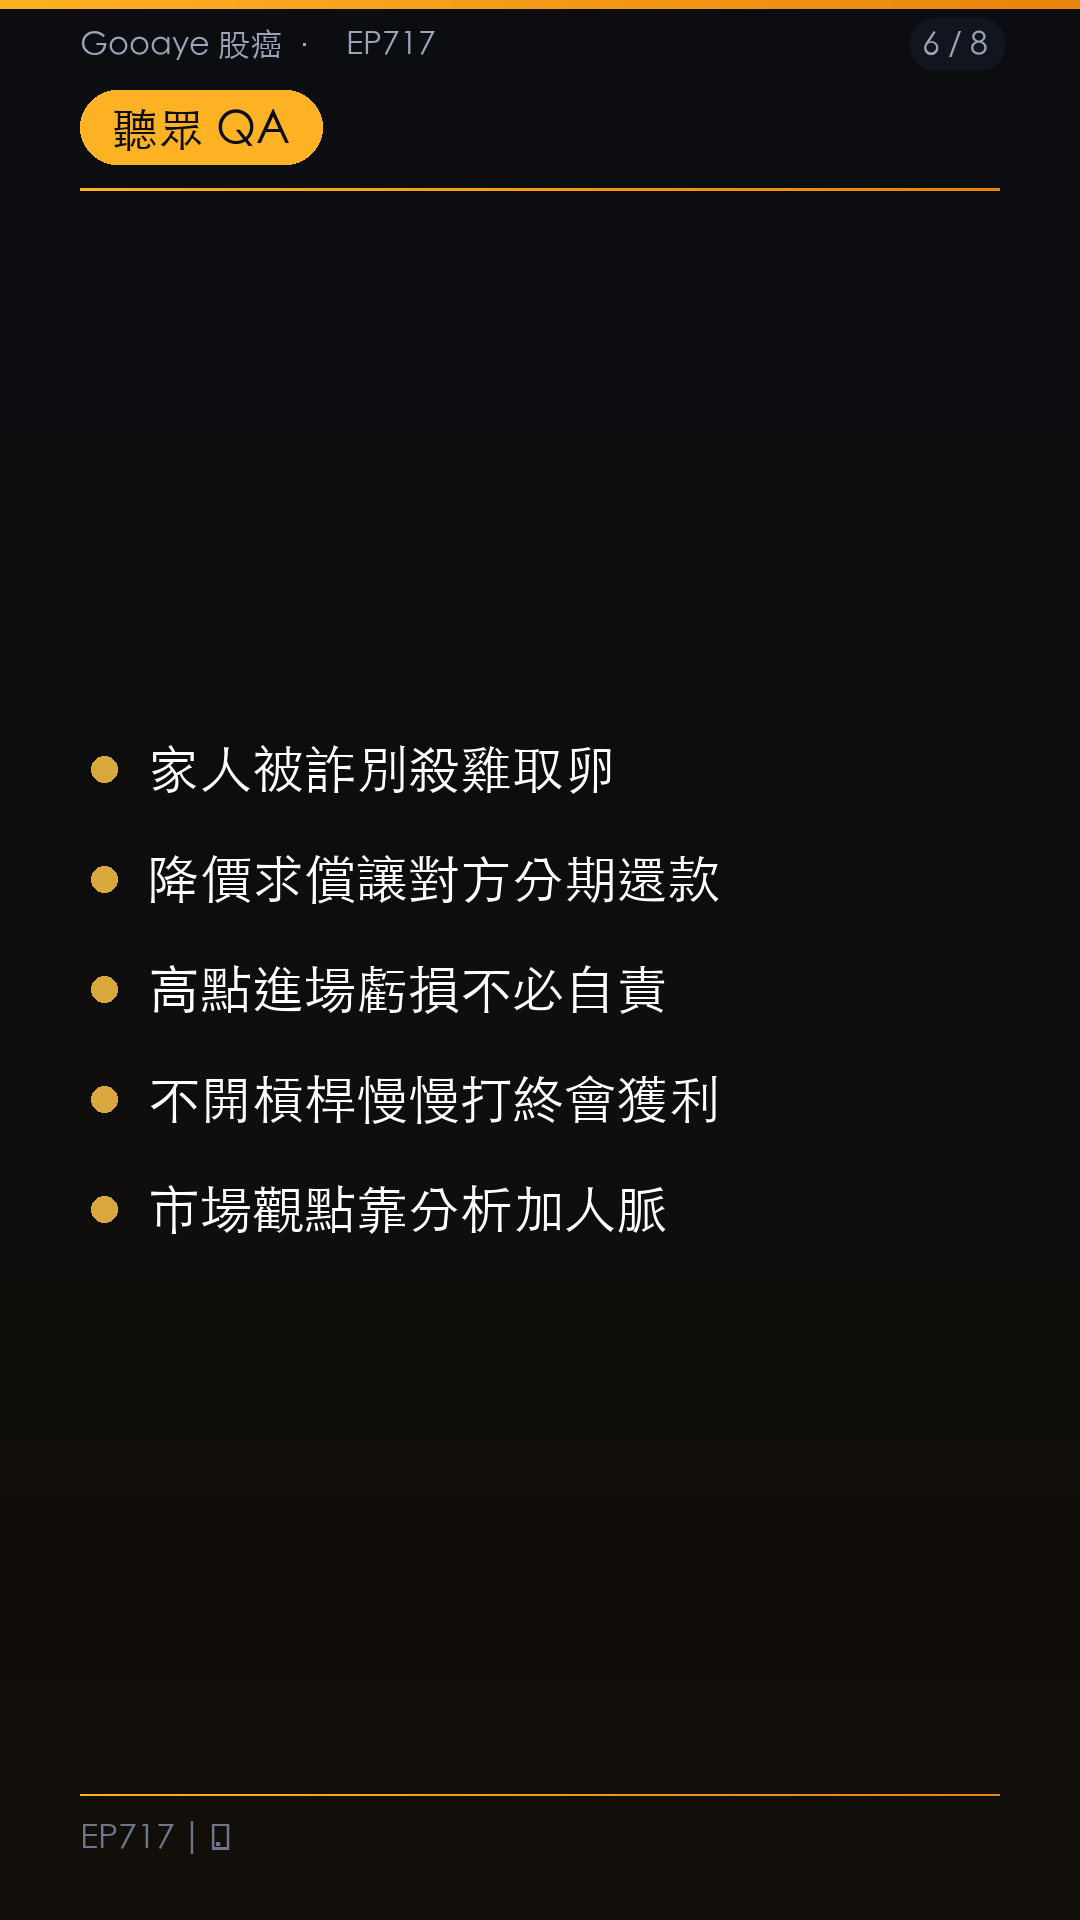 Gooaye 股癌 · EP717
6 / 8
聽眾 QA
家人被詐別殺雞取卵
降價求償讓對方分期還款
高點進場虧損不必自責
不開槓桿慢慢打終會獲利
市場觀點靠分析加人脈
EP717 |